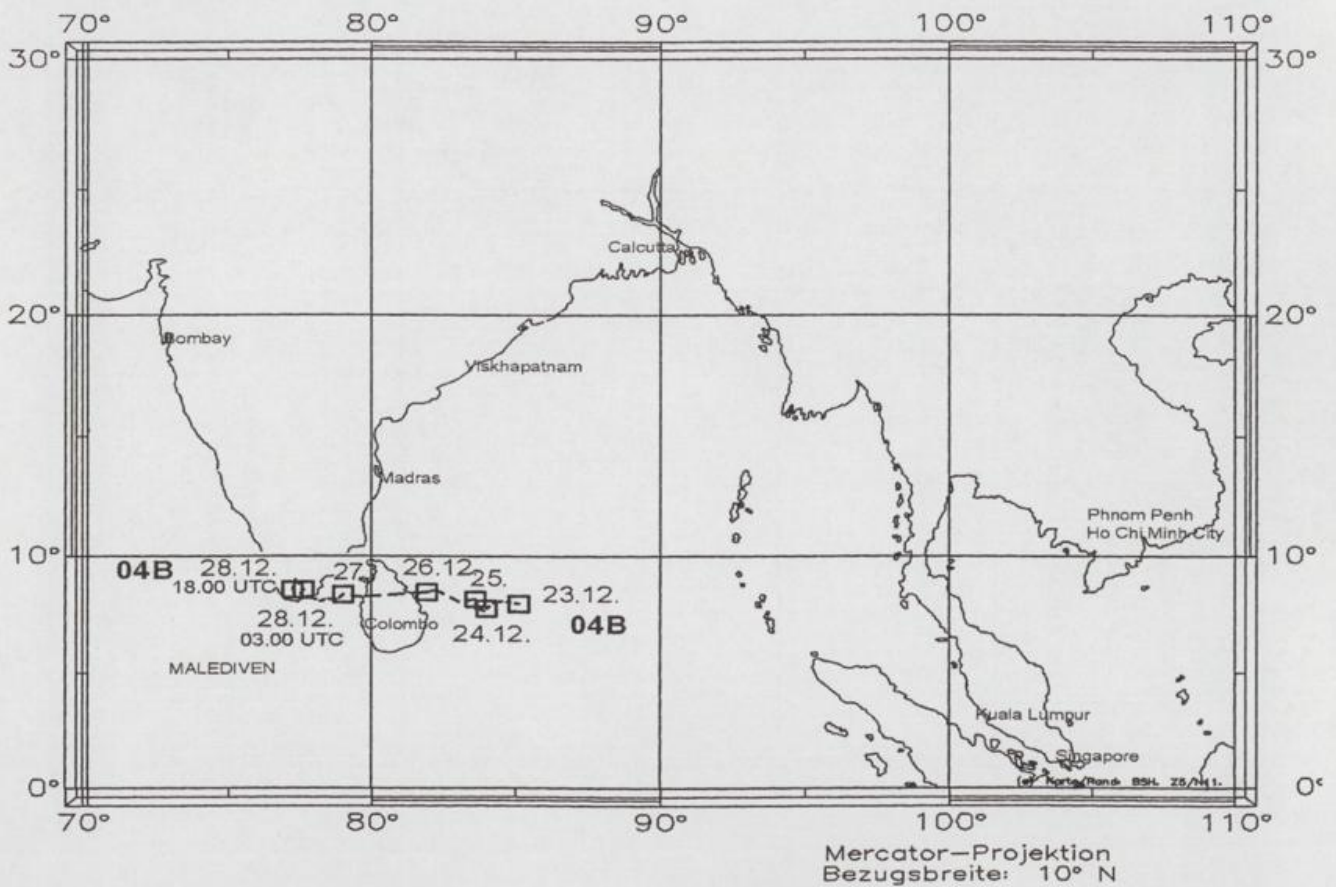 70° 80° 90° 100° 110°
30° 30°
Calcutta
20° 20°
Bombay
Viskhapatnam
Madras
Phnom Penh
Ho Chi Minh City
10° 10°
04B 28.12. 27. 26.12. 25. 23.12.
18.00 UTC
28.12. Colombo 24.12. 04B
03.00 UTC
MALEDIVEN
Kuala Lumpur
Singapore
BSH.
0° 0°
70° 80° 90° 100° 110°
Mercator-Projektion
Bezugsbreite: 10° N